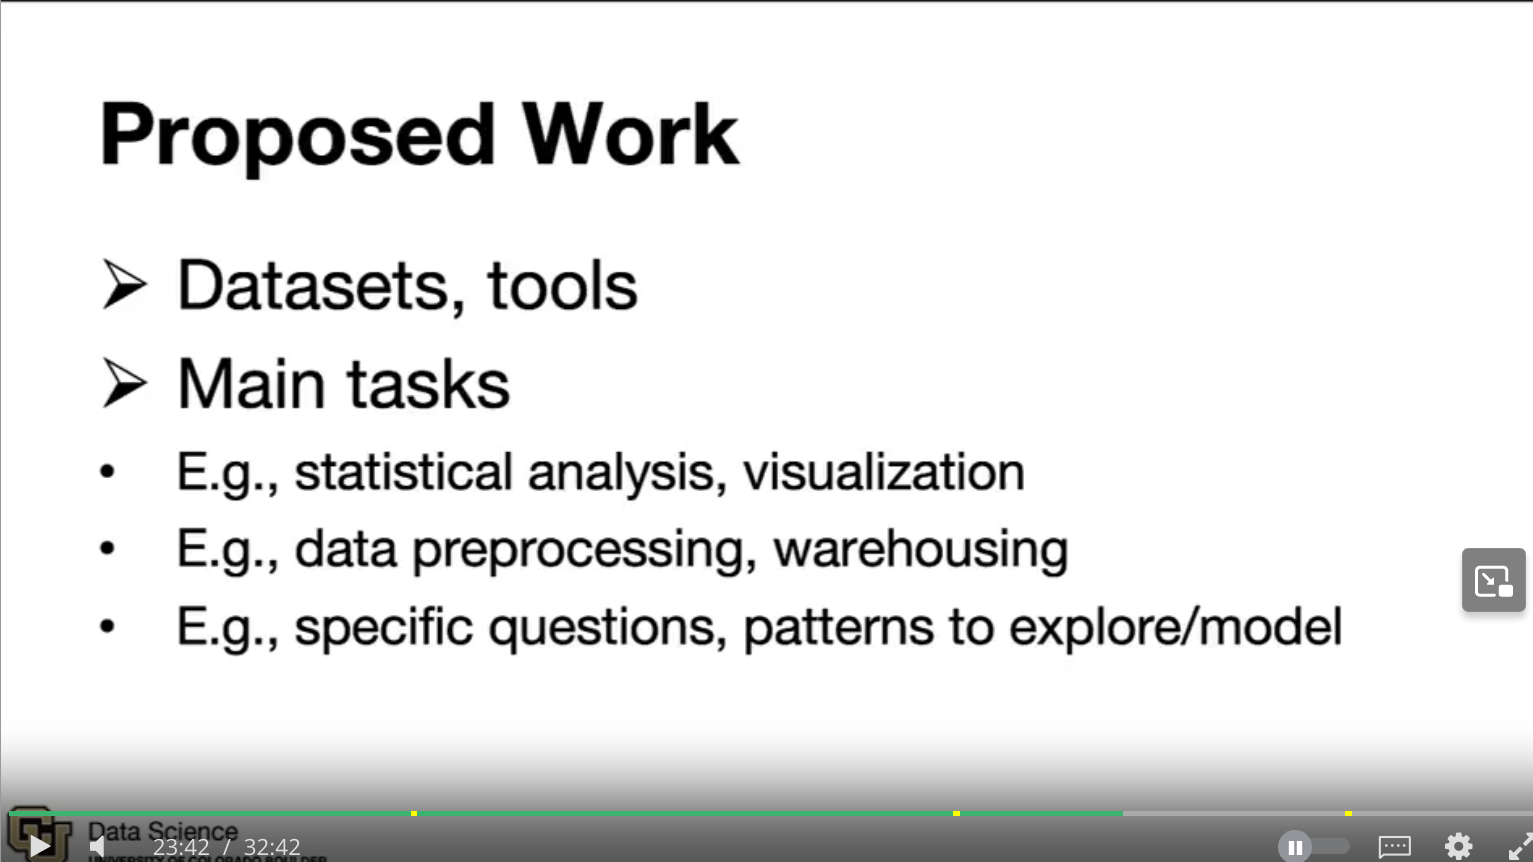 Proposed Work
➢ Datasets, tools
➢ Main tasks
• E.g., statistical analysis, visualization
• E.g., data preprocessing, warehousing
• E.g., specific questions, patterns to explore/model
Data Science
UNIVERSITY OF COLORADO BOULDER
23:42 / 32:42